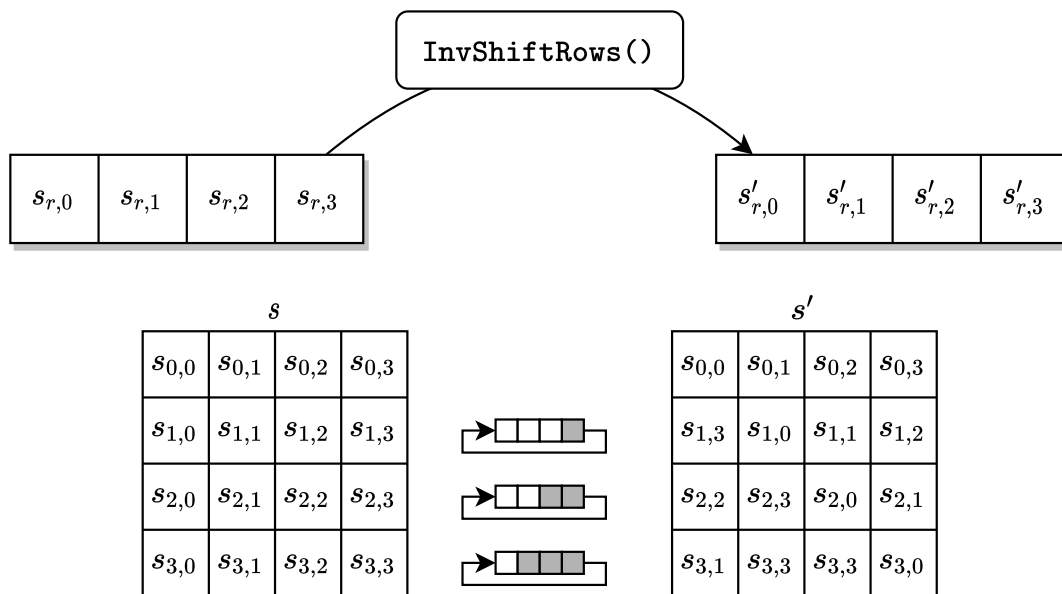 InvShiftRows()
s_{r,0} s_{r,1} s_{r,2} s_{r,3} s'_{r,0} s'_{r,1} s'_{r,2} s'_{r,3}
s s'
s_{0,0} s_{0,1} s_{0,2} s_{0,3} s_{0,0} s_{0,1} s_{0,2} s_{0,3}
s_{1,0} s_{1,1} s_{1,2} s_{1,3} s_{1,3} s_{1,0} s_{1,1} s_{1,2}
s_{2,0} s_{2,1} s_{2,2} s_{2,3} s_{2,2} s_{2,3} s_{2,0} s_{2,1}
s_{3,0} s_{3,1} s_{3,2} s_{3,3} s_{3,1} s_{3,3} s_{3,3} s_{3,0}